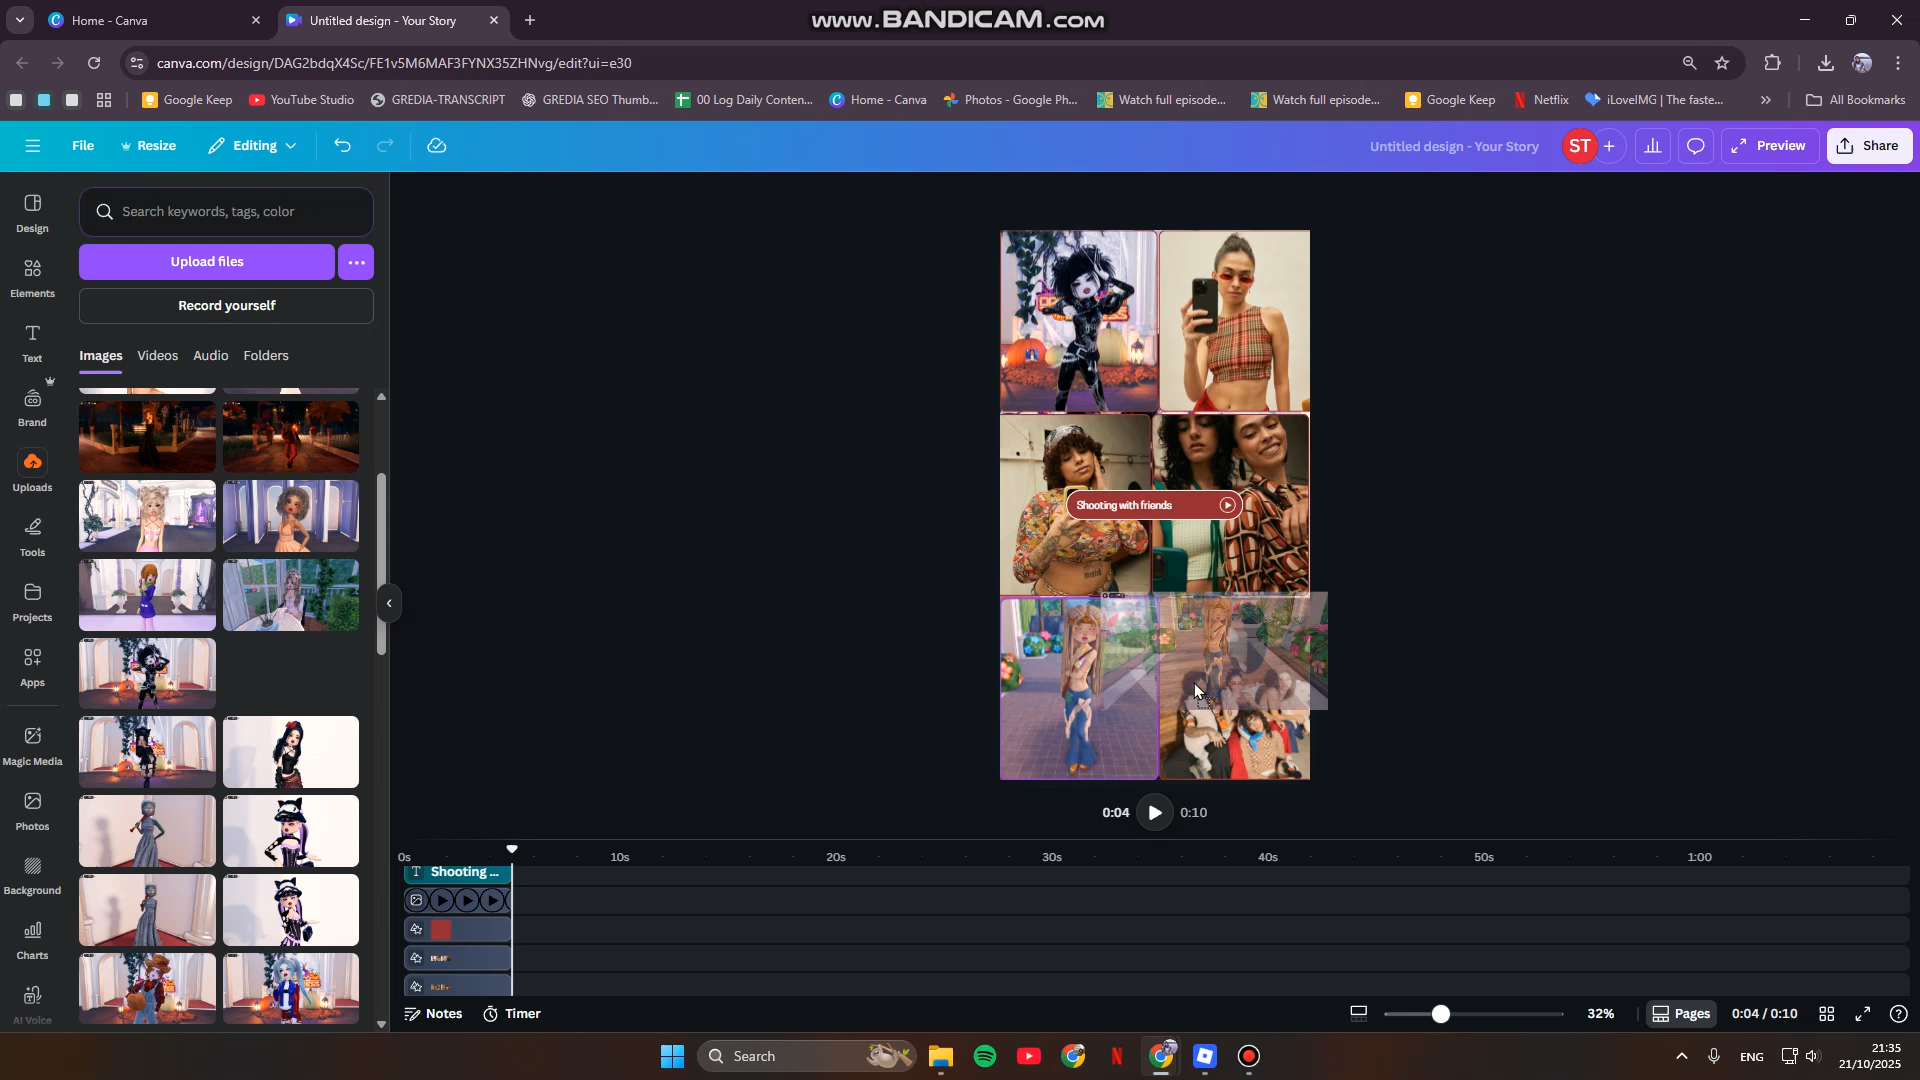 Home - Canva
Untitled design - Your Story
www.BANDICAM.com
canva.com/design/DAG2bdqX4Sc/FE1v5M6MAF3FYNX35ZHNvg/edit?ui=e30
Google Keep
YouTube Studio
GREDIA-TRANSCRIPT
GREDIA SEO Thumb...
00 Log Daily Conten...
Home - Canva
Photos - Google Ph...
Watch full episode...
Watch full episode...
Google Keep
Netflix
iLoveIMG | The faste...
All Bookmarks
File
Resize
Editing
Untitled design - Your Story
ST
Preview
Share
Design
Elements
Text
Brand
Uploads
Tools
Projects
Apps
Magic Media
Photos
Background
Charts
AI Voice
Search keywords, tags, color
Upload files
Record yourself
Images
Videos
Audio
Folders
Shooting with friends
0:04
0:10
0s
10s
20s
30s
40s
50s
1:00
Shooting ...
Notes
Timer
32%
Pages
0:04 / 0:10
Search
ENG
21:35
21/10/2025